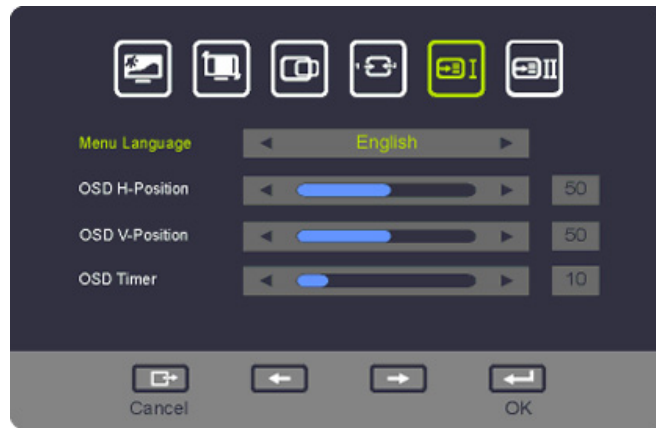 I
II
Menu Language English
OSD H-Position 50
OSD V-Position 50
OSD Timer 10
Cancel OK